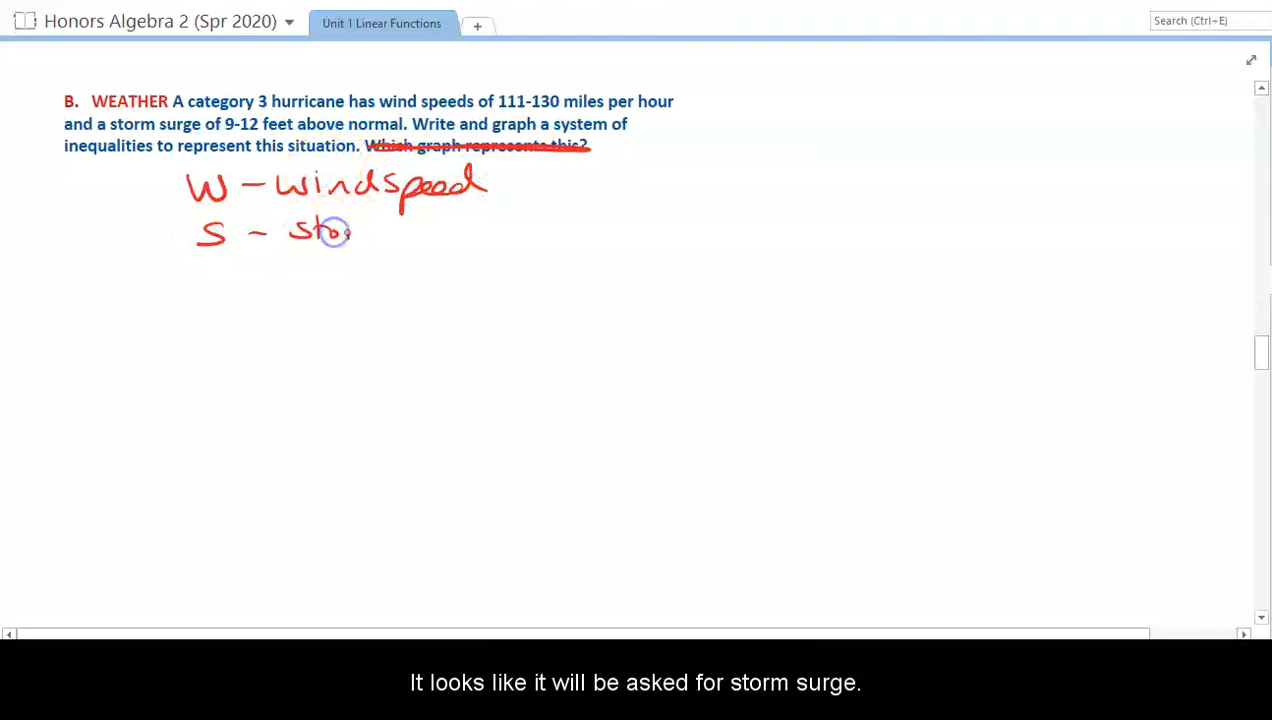 Honors Algebra 2 (Spr 2020)
Unit 1 Linear Functions
+
Search (Ctrl+E)
B. WEATHER A category 3 hurricane has wind speeds of 111-130 miles per hour
and a storm surge of 9-12 feet above normal. Write and graph a system of
inequalities to represent this situation. Which graph represents this?
W - windspeed
S - sto
It looks like it will be asked for storm surge.